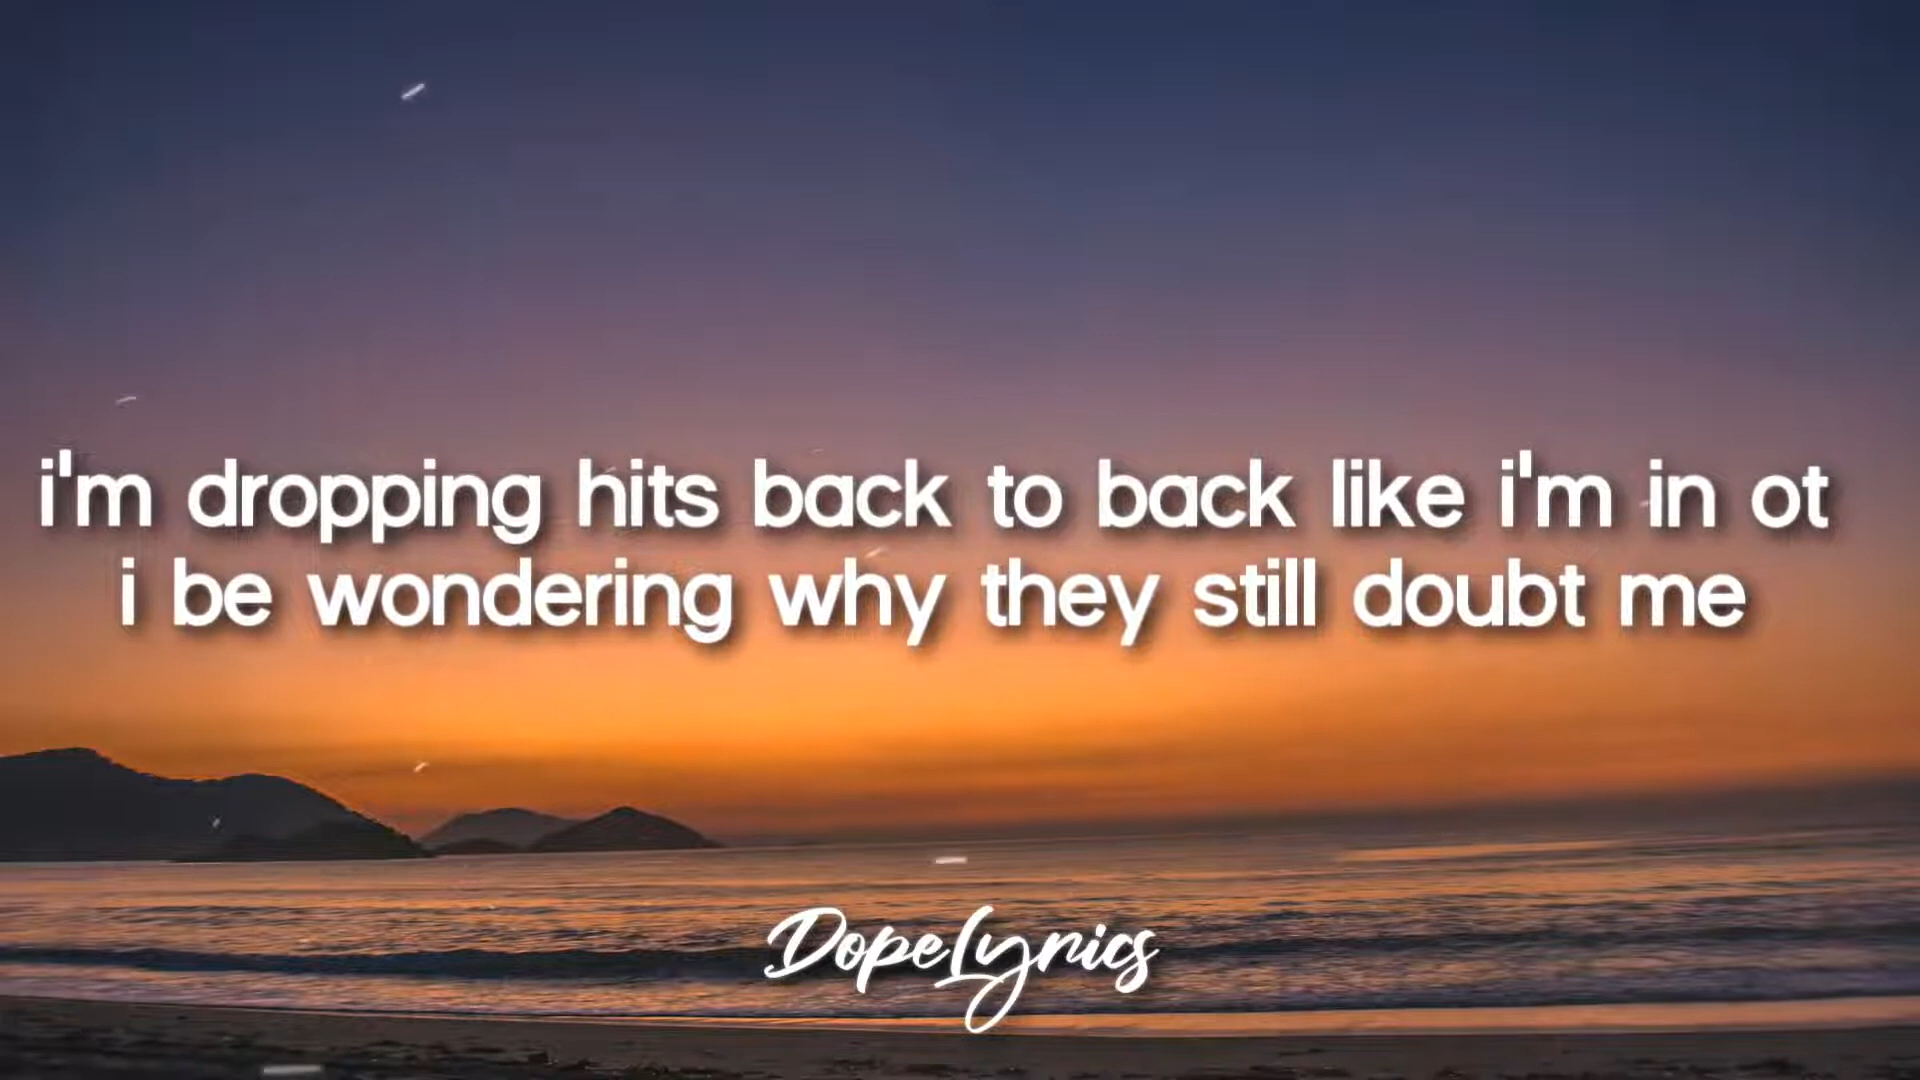 i'm dropping hits back to back like i'm in ot
i be wondering why they still doubt me
DopeLyrics